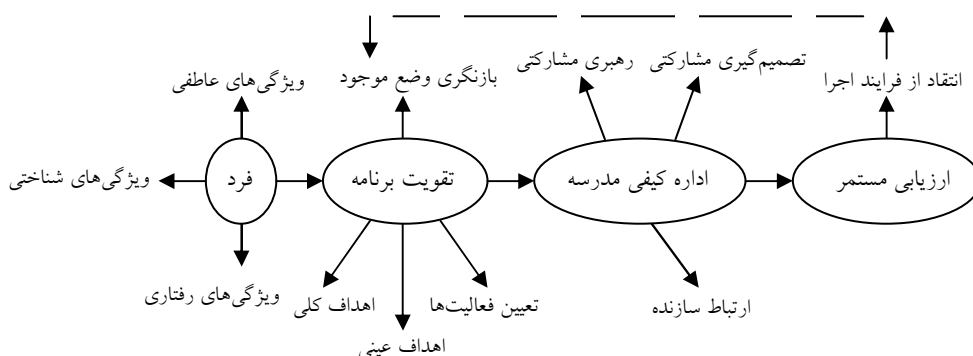 تصمیم‌گیری مشارکتی
رهبری مشارکتی
انتقاد از فرایند اجرا
بازنگری وضع موجود
ویژگی‌های عاطفی
ارزیابی مستمر
اداره کیفی مدرسه
تقویت برنامه
فرد
ویژگی‌های شناختی
ویژگی‌های رفتاری
اهداف کلی
تعیین فعالیت‌ها
ارتباط سازنده
اهداف عینی